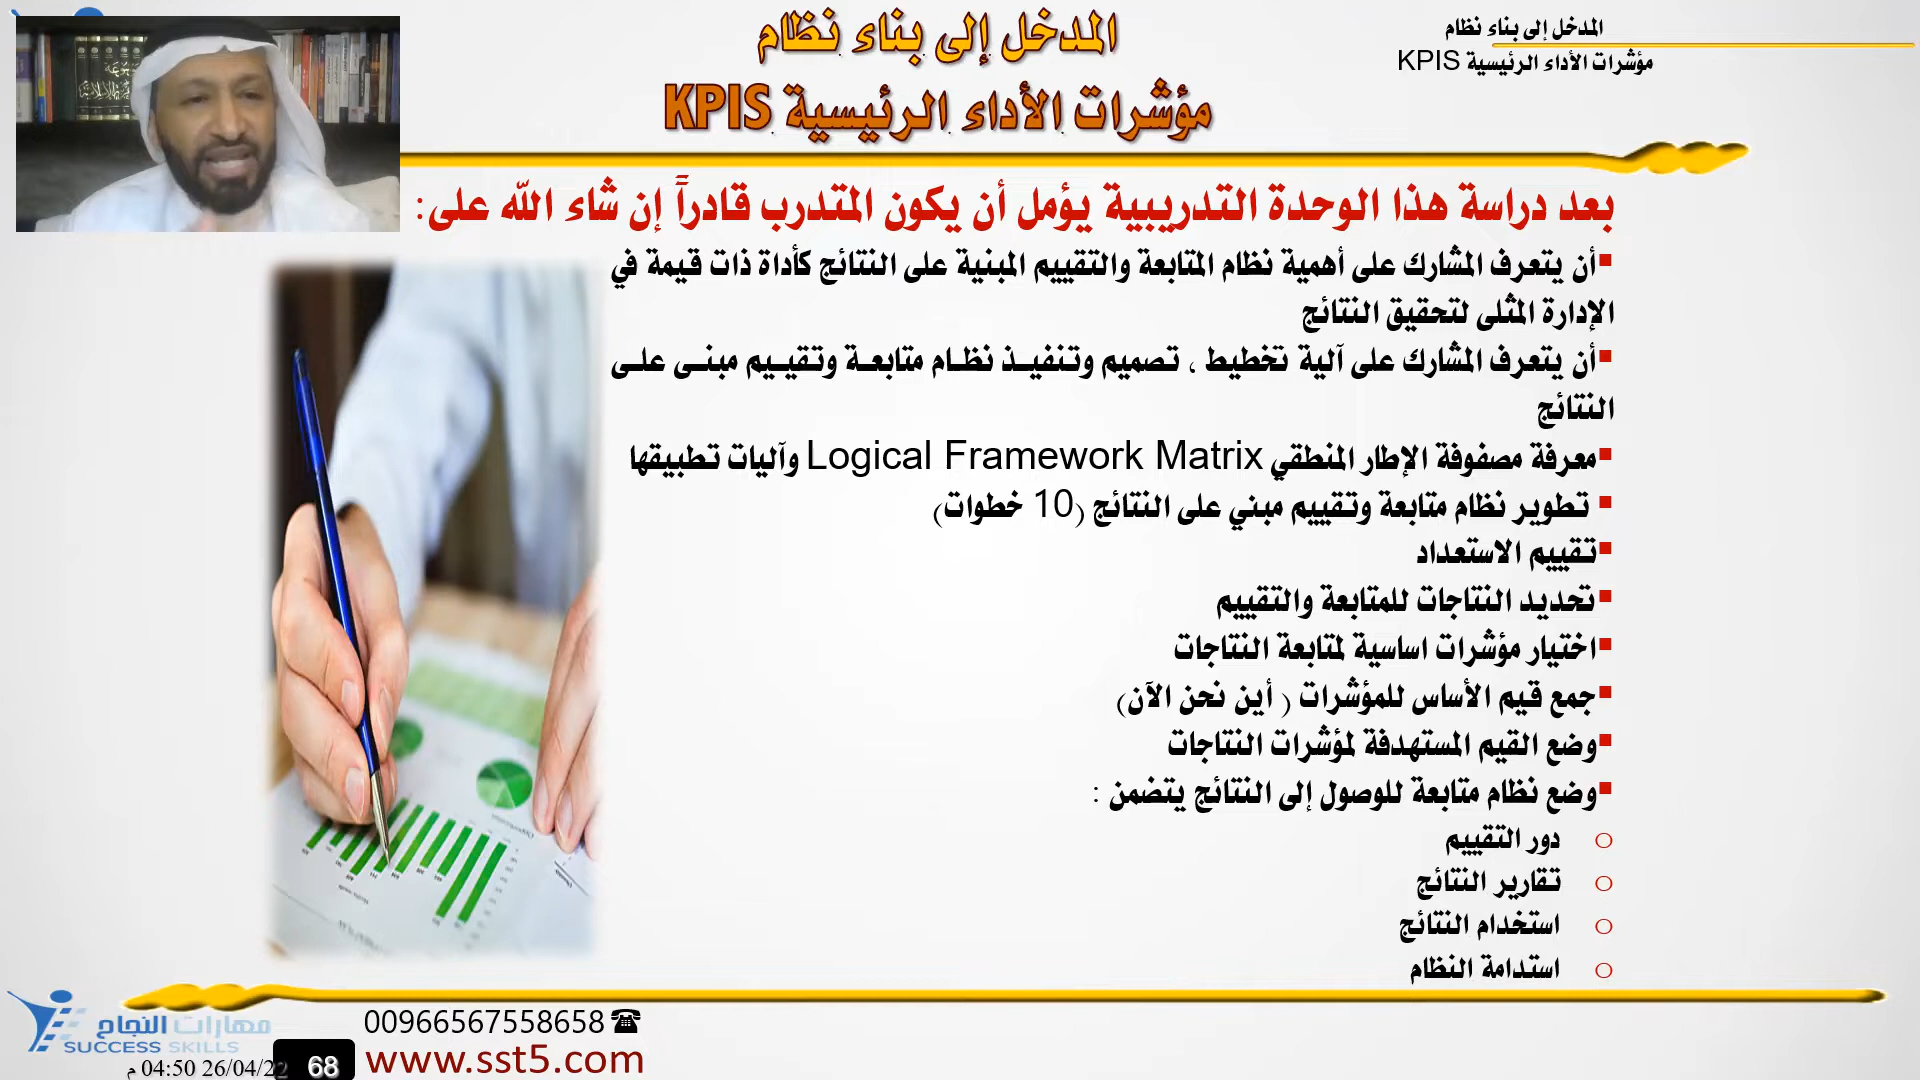 المدخل إلى بناء نظام
مؤشرات الأداء الرئيسية KPIS
المدخل إلى بناء نظام
مؤشرات الأداء الرئيسية KPIS
بعد دراسة هذا الوحدة التدريبية يؤمل أن يكون المتدرب قادراً إن شاء الله على:
أن يتعرف المشارك على أهمية نظام المتابعة والتقييم المبنية على النتائج كأداة ذات قيمة في
الإدارة المثلى لتحقيق النتائج
أن يتعرف المشارك على آلية تخطيط ، تصميم وتنفيذ نظام متابعة وتقييم مبنى على
النتائج
معرفة مصفوفة الإطار المنطقي Logical Framework Matrix وآليات تطبيقها
تطوير نظام متابعة وتقييم مبني على النتائج (10 خطوات)
تقييم الاستعداد
تحديد النتاجات للمتابعة والتقييم
اختيار مؤشرات اساسية لمتابعة النتاجات
جمع قيم الأساس للمؤشرات ( أين نحن الآن)
وضع القيم المستهدفة لمؤشرات النتاجات
وضع نظام متابعة للوصول إلى النتائج يتضمن :
دور التقييم
تقارير النتائج
استخدام النتائج
استدامة النظام
مهارات النجاح
SUCCESS SKILLS
00966567558658
www.sst5.com
68
04:50 26/04/22 م